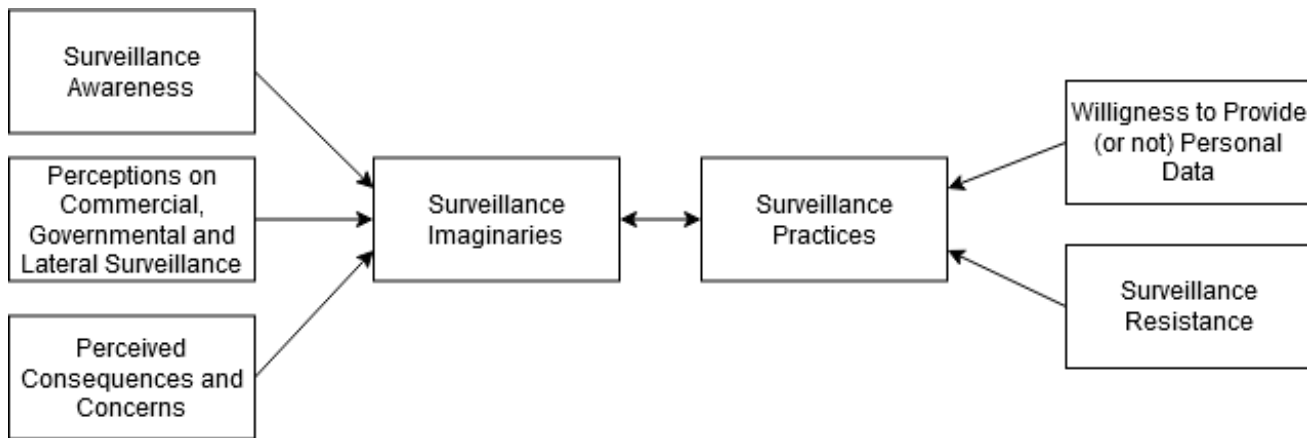 Surveillance
Awareness
Perceptions on
Commercial,
Governmental and
Lateral Surveillance
Perceived
Consequences and
Concerns
Surveillance
Imaginaries
Surveillance
Practices
Willigness to Provide
(or not) Personal
Data
Surveillance
Resistance